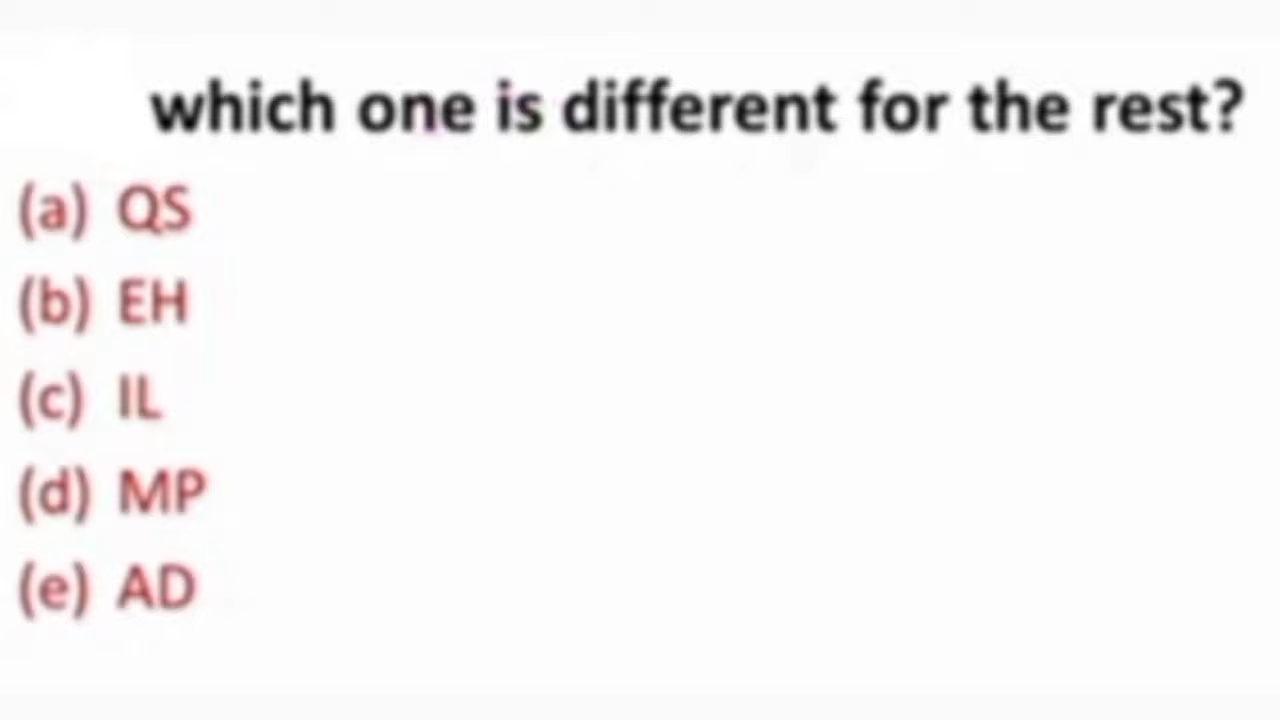 which one is different for the rest?
(a) QS
(b) EH
(c) IL
(d) MP
(e) AD